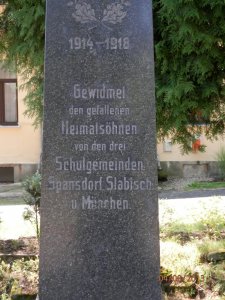 1914-1918
Gewidmet
den gefallenen
Heimatsöhnen
von den drei
Schulgemeinden
Spansdorf, Slabisch
u. München.